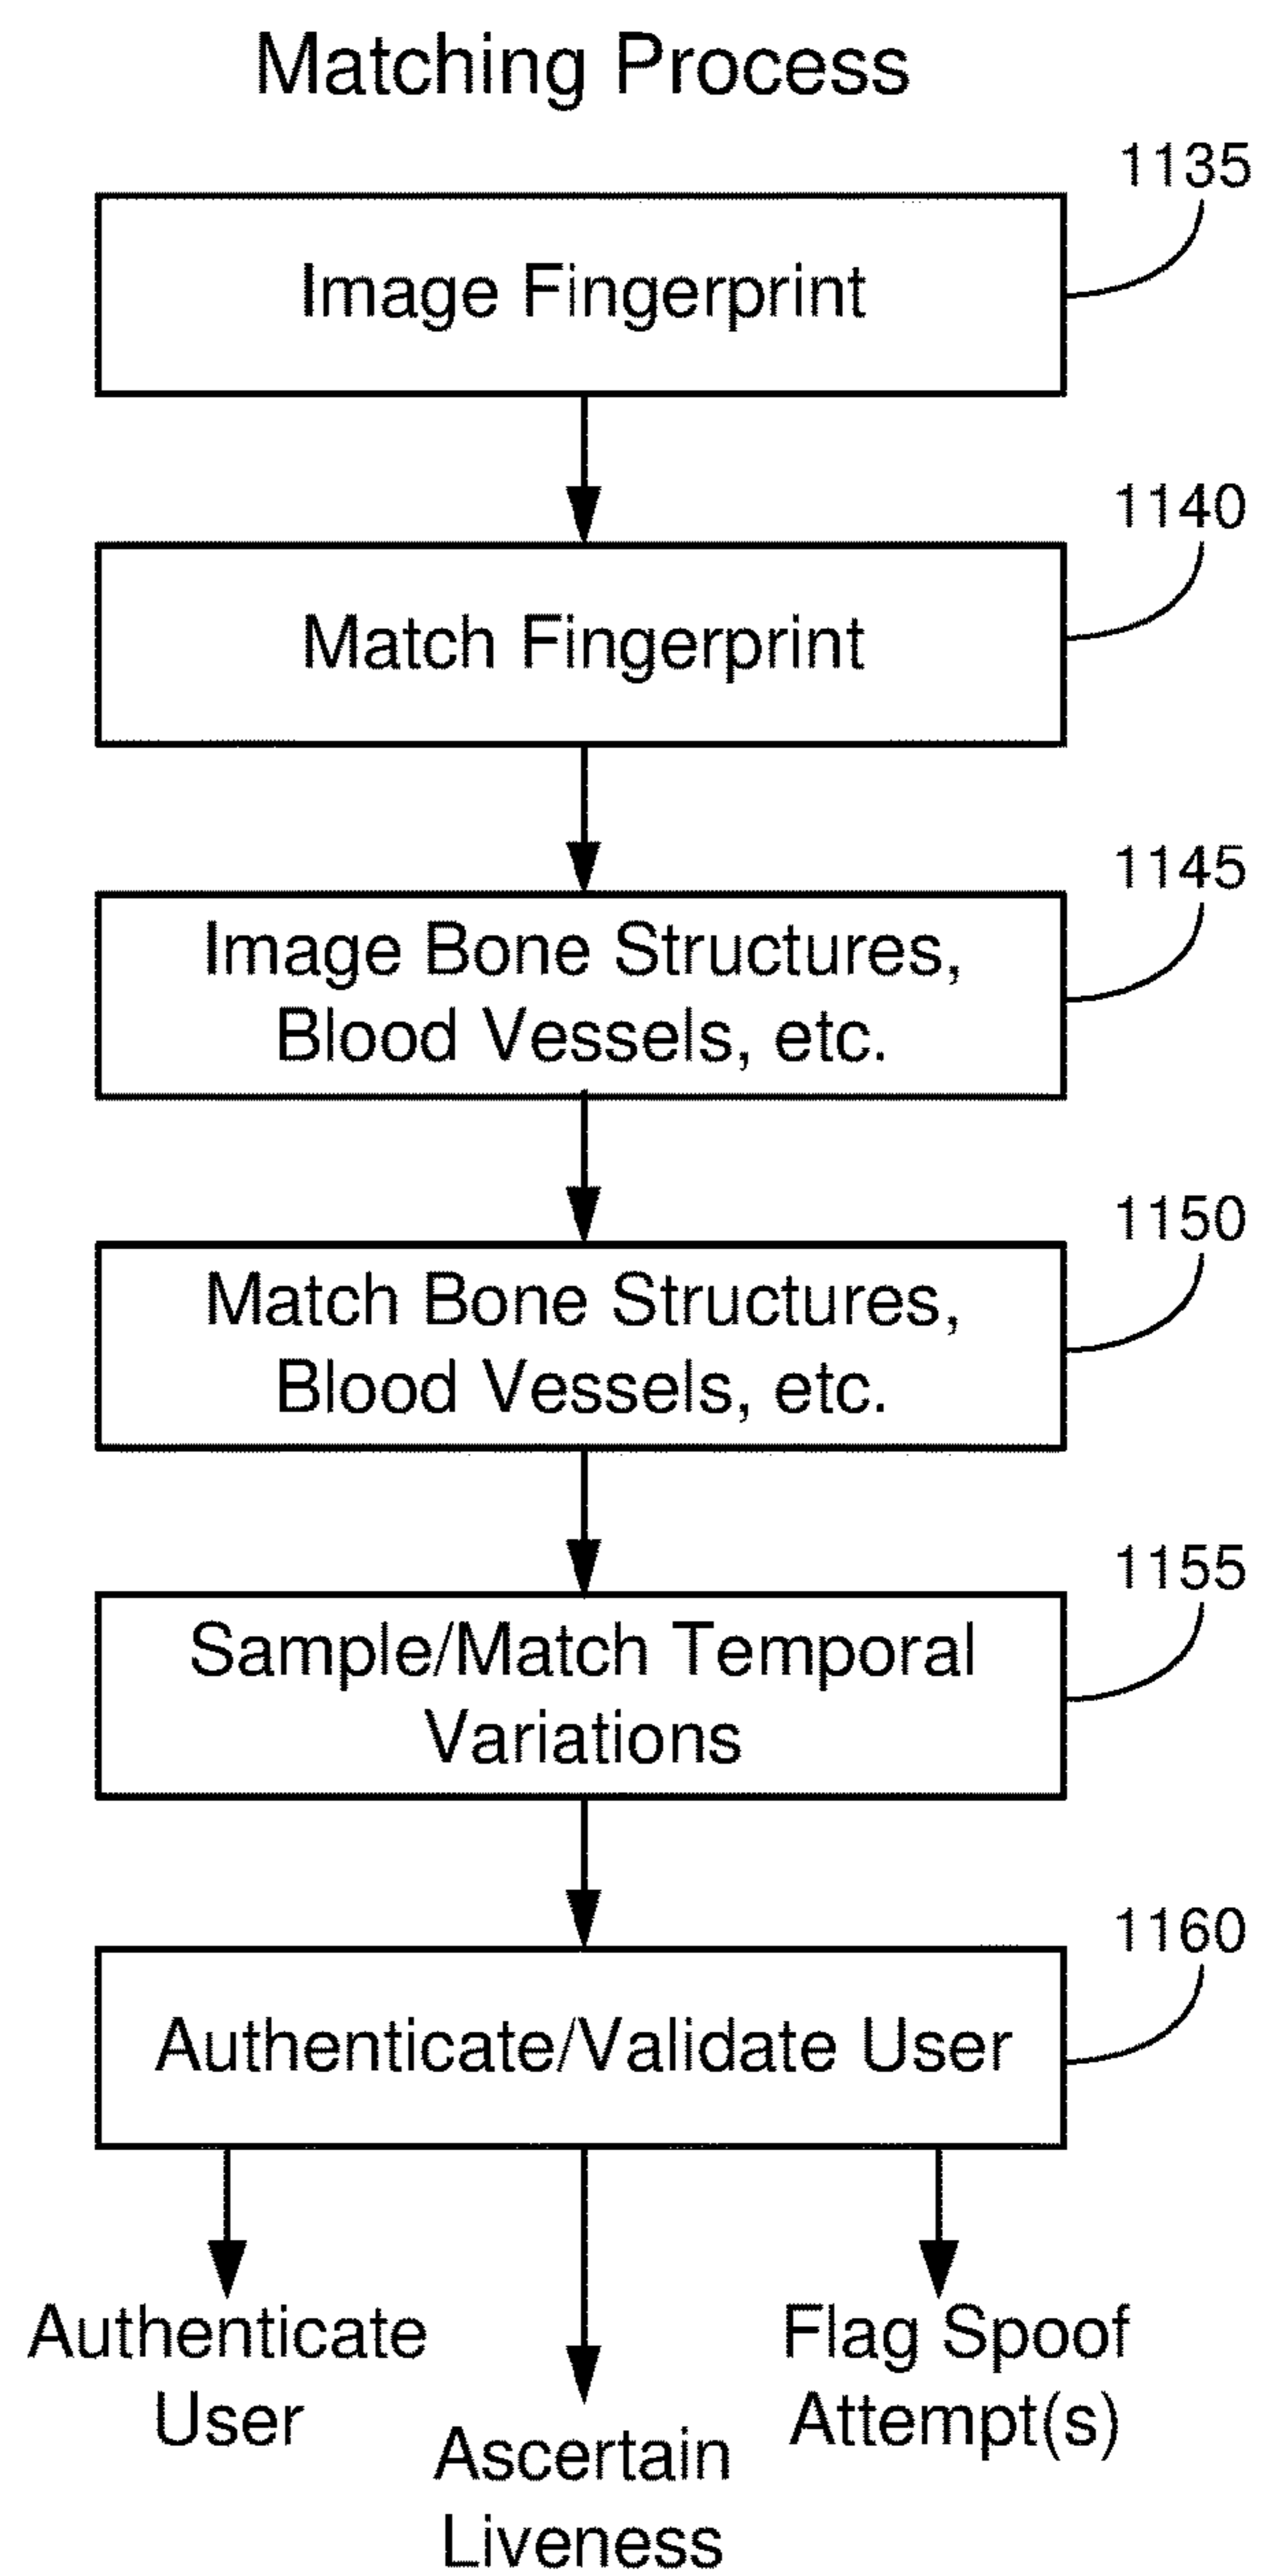 Matching Process
1135
Image Fingerprint
1140
Match Fingerprint
1145
Image Bone Structures,
Blood Vessels, etc.
1150
Match Bone Structures,
Blood Vessels, etc.
1155
Sample/Match Temporal
Variations
1160
Authenticate/Validate User
Authenticate
User
Ascertain
Liveness
Flag Spoof
Attempt(s)